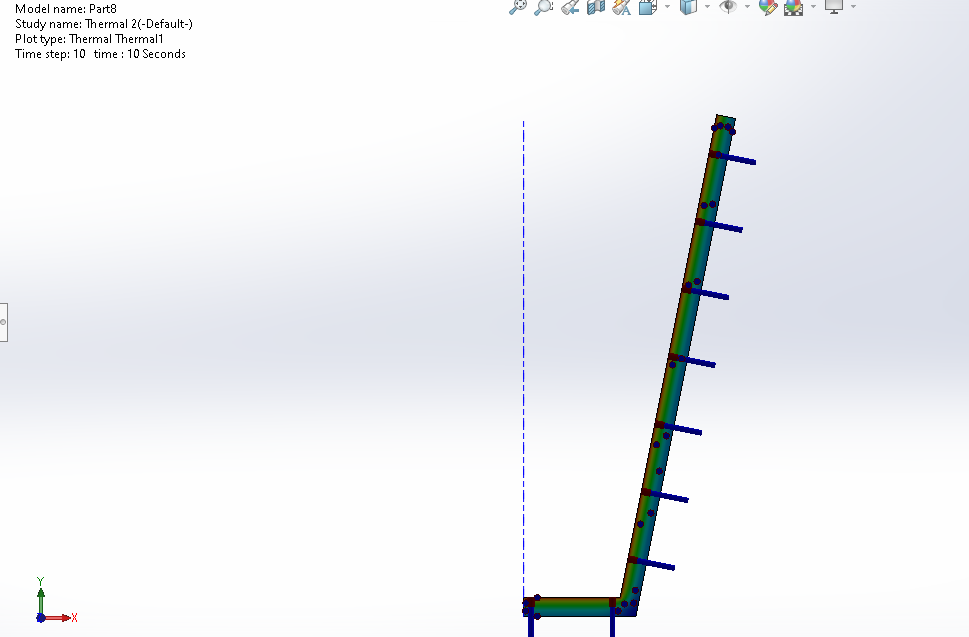 Model name: Part8
Study name: Thermal 2(-Default-)
Plot type: Thermal Thermal1
Time step: 10 time : 10 Seconds
Y
X